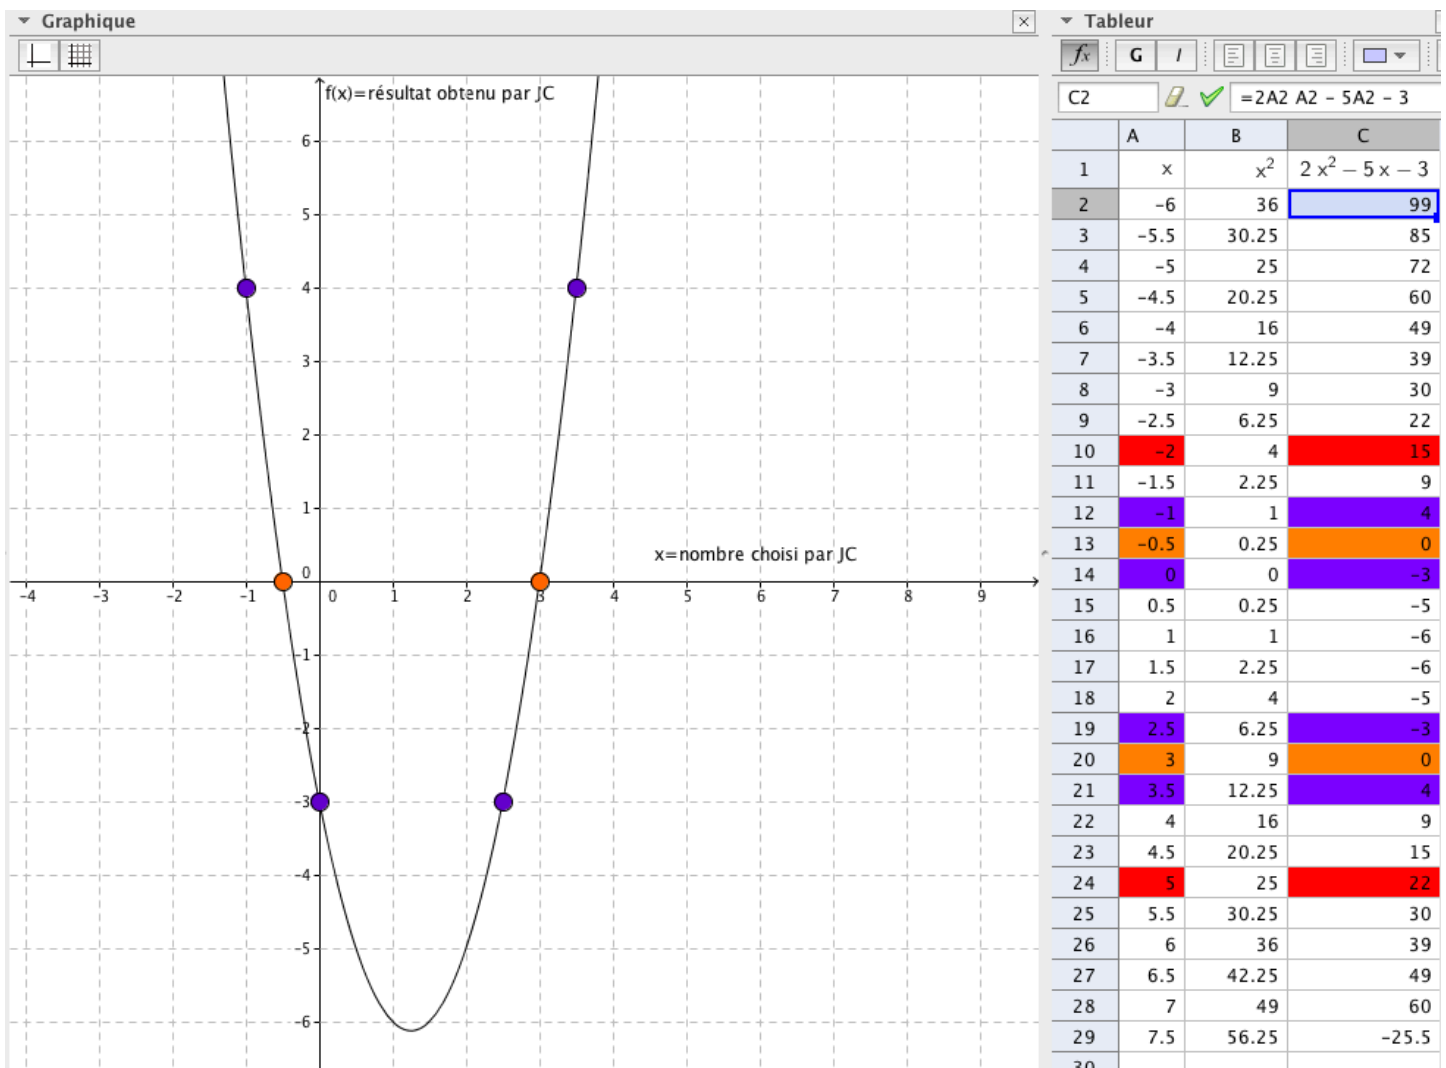 Graphique
f(x)=résultat obtenu par JC
6
5
4
3
2
1
x=nombre choisi par JC
0
-4 -3 -2 -1 0 1 2 3 4 5 6 7 8 9
-1
-2
-3
-4
-5
-6
Tableur
fx G I
C2 =2A2 A2 - 5A2 - 3
A B C
1 x x² 2 x² – 5 x – 3
2 -6 36 99
3 -5.5 30.25 85
4 -5 25 72
5 -4.5 20.25 60
6 -4 16 49
7 -3.5 12.25 39
8 -3 9 30
9 -2.5 6.25 22
10 -2 4 15
11 -1.5 2.25 9
12 -1 1 4
13 -0.5 0.25 0
14 0 0 -3
15 0.5 0.25 -5
16 1 1 -6
17 1.5 2.25 -6
18 2 4 -5
19 2.5 6.25 -3
20 3 9 0
21 3.5 12.25 4
22 4 16 9
23 4.5 20.25 15
24 5 25 22
25 5.5 30.25 30
26 6 36 39
27 6.5 42.25 49
28 7 49 60
29 7.5 56.25 -25.5
30